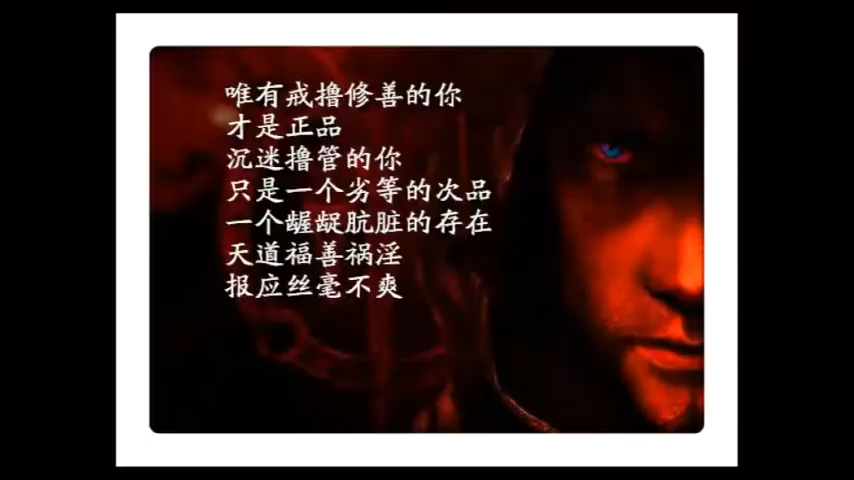 唯有戒撸修善的你
才是正品
沉迷撸管的你
只是一个劣等的次品
一个龌龊肮脏的存在
天道福善祸淫
报应丝毫不爽